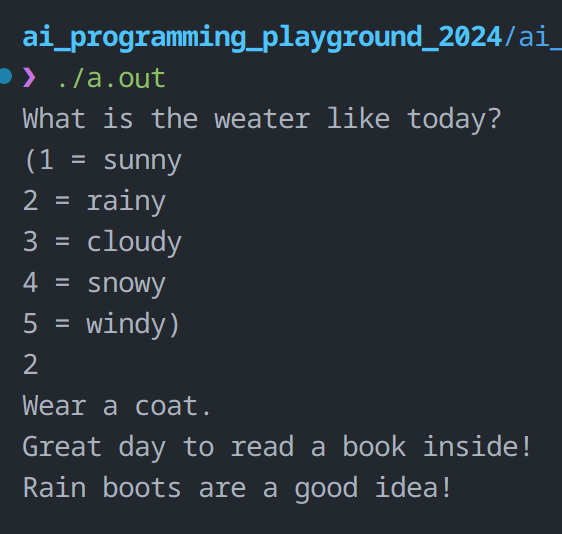 ai_programming_playground_2024/ai_
❯ ./a.out
What is the weater like today?
(1 = sunny
2 = rainy
3 = cloudy
4 = snowy
5 = windy)
2
Wear a coat.
Great day to read a book inside!
Rain boots are a good idea!